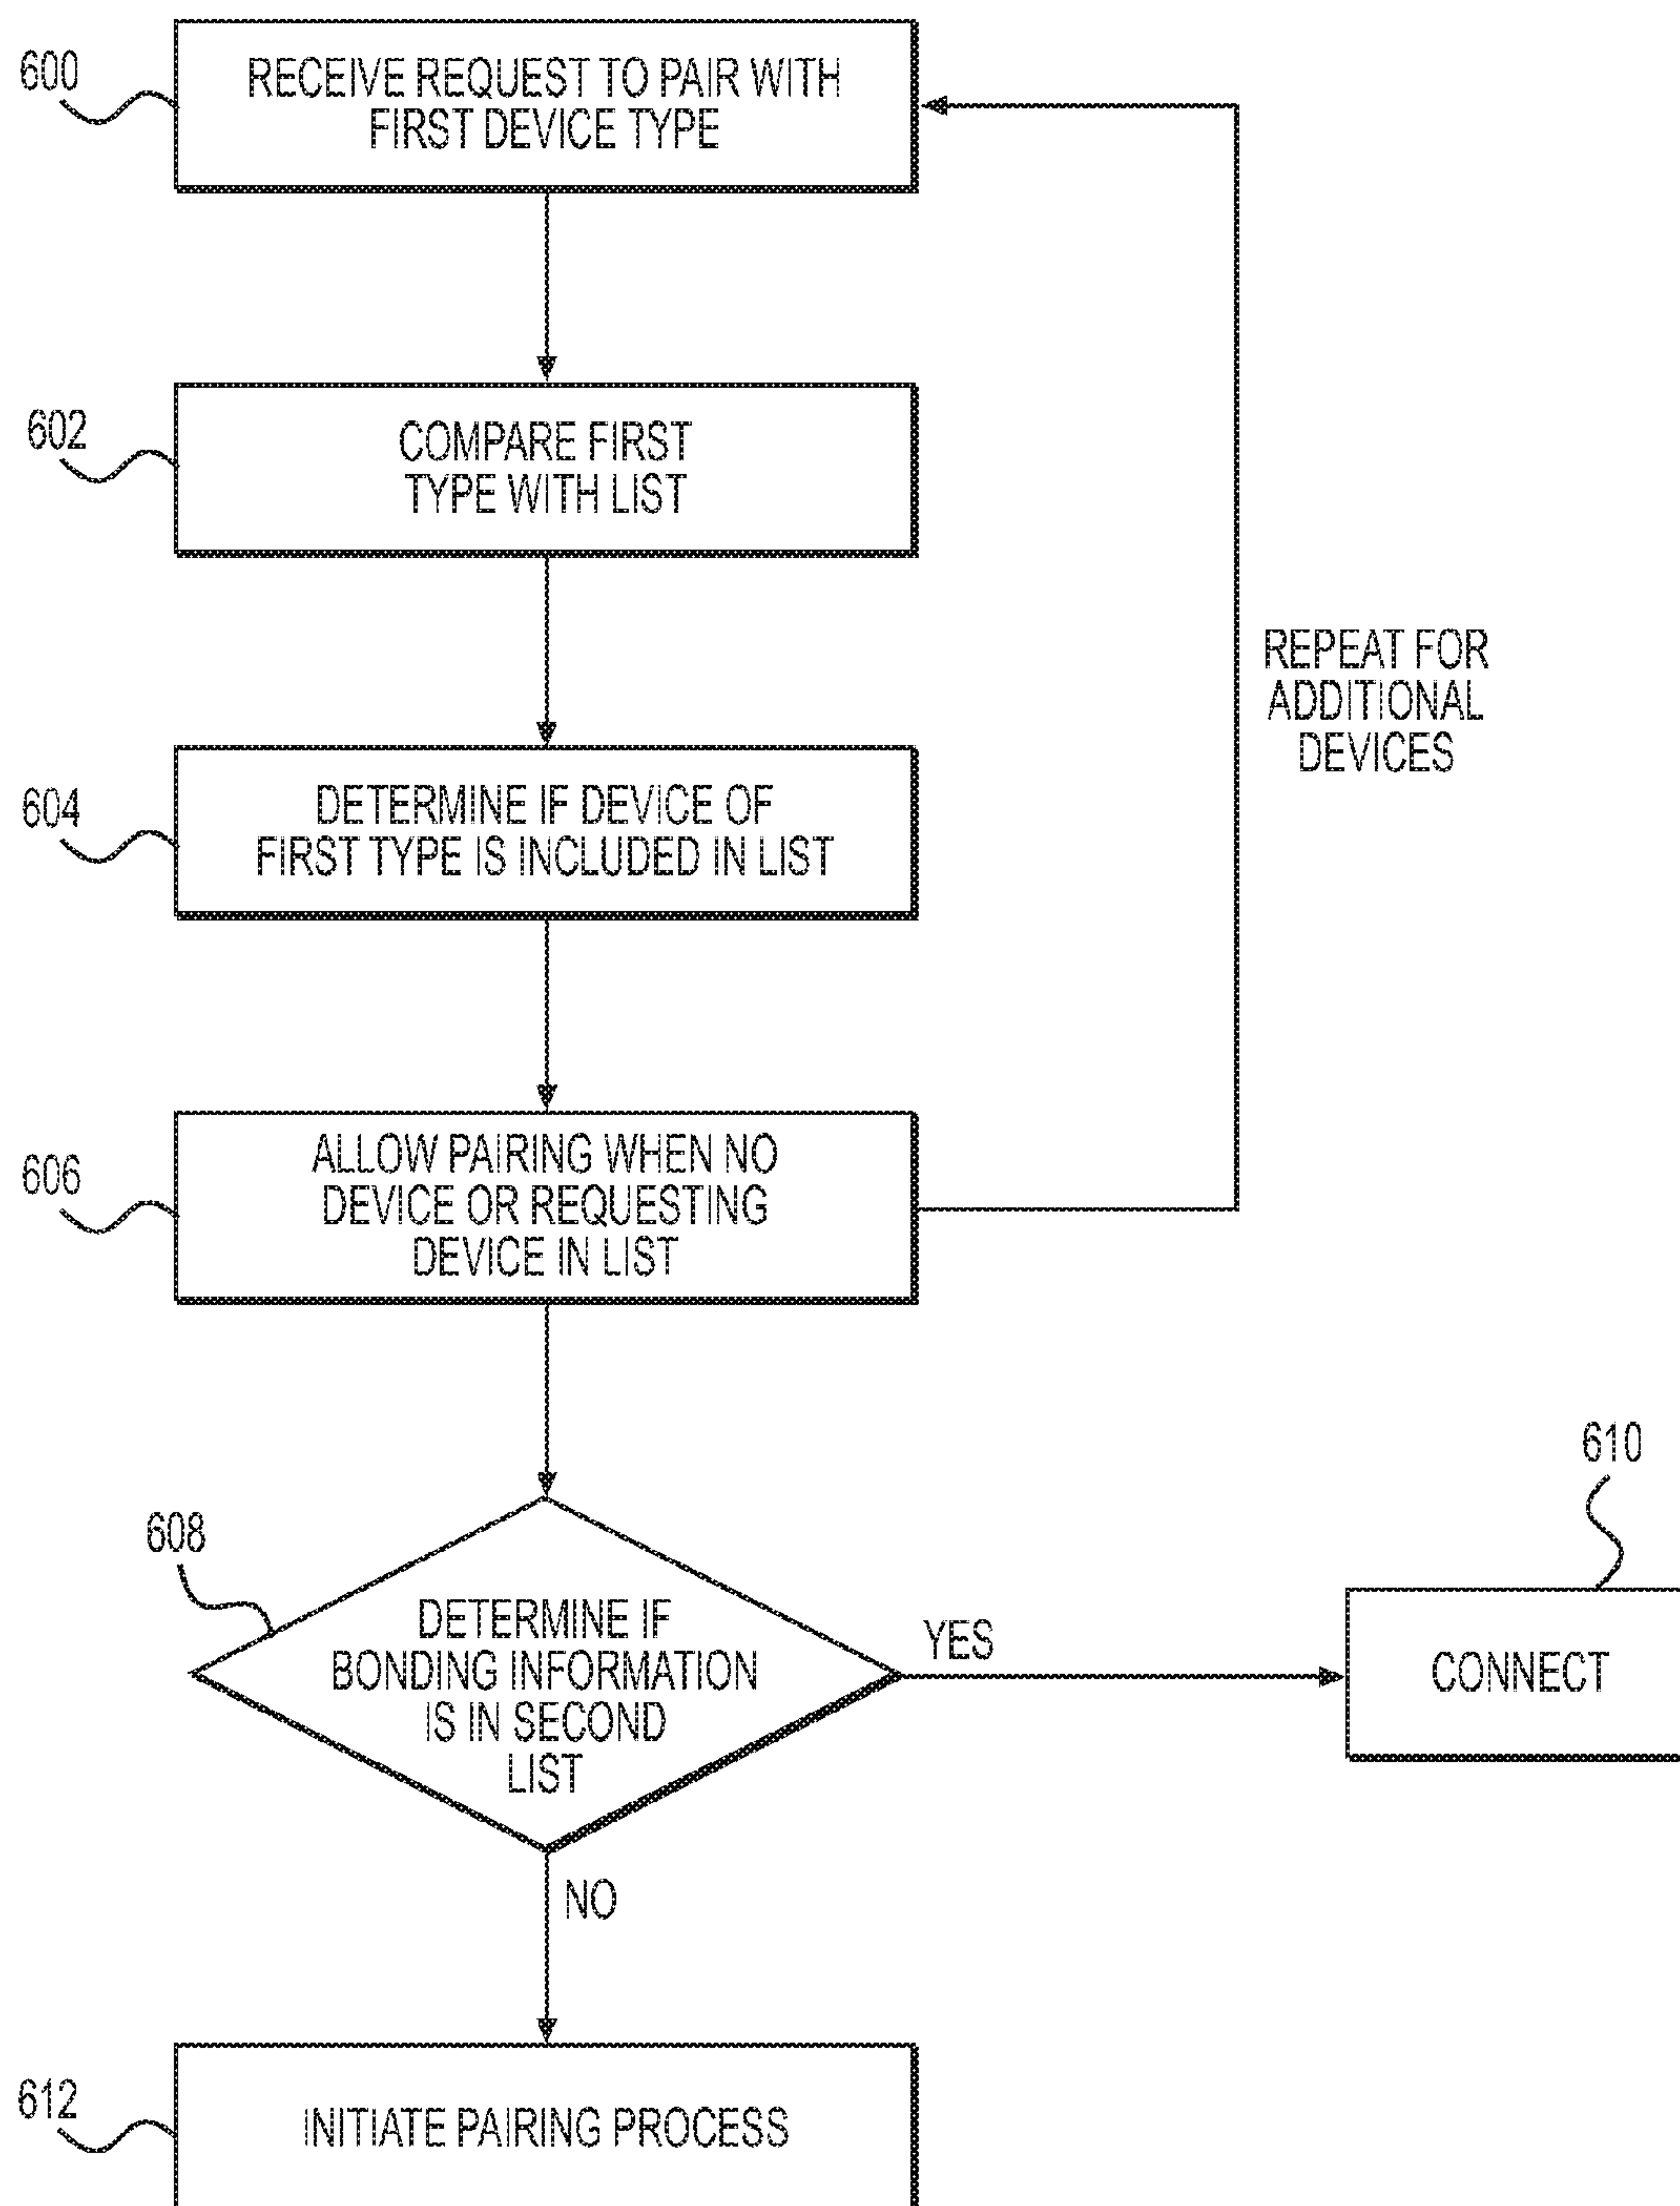 600
RECEIVE REQUEST TO PAIR WITH
FIRST DEVICE TYPE
602
COMPARE FIRST
TYPE WITH LIST
REPEAT FOR
ADDITIONAL
DEVICES
604
DETERMINE IF DEVICE OF
FIRST TYPE IS INCLUDED IN LIST
606
ALLOW PAIRING WHEN NO
DEVICE OR REQUESTING
DEVICE IN LIST
608
DETERMINE IF
BONDING INFORMATION
IS IN SECOND
LIST
YES
610
CONNECT
NO
612
INITIATE PAIRING PROCESS